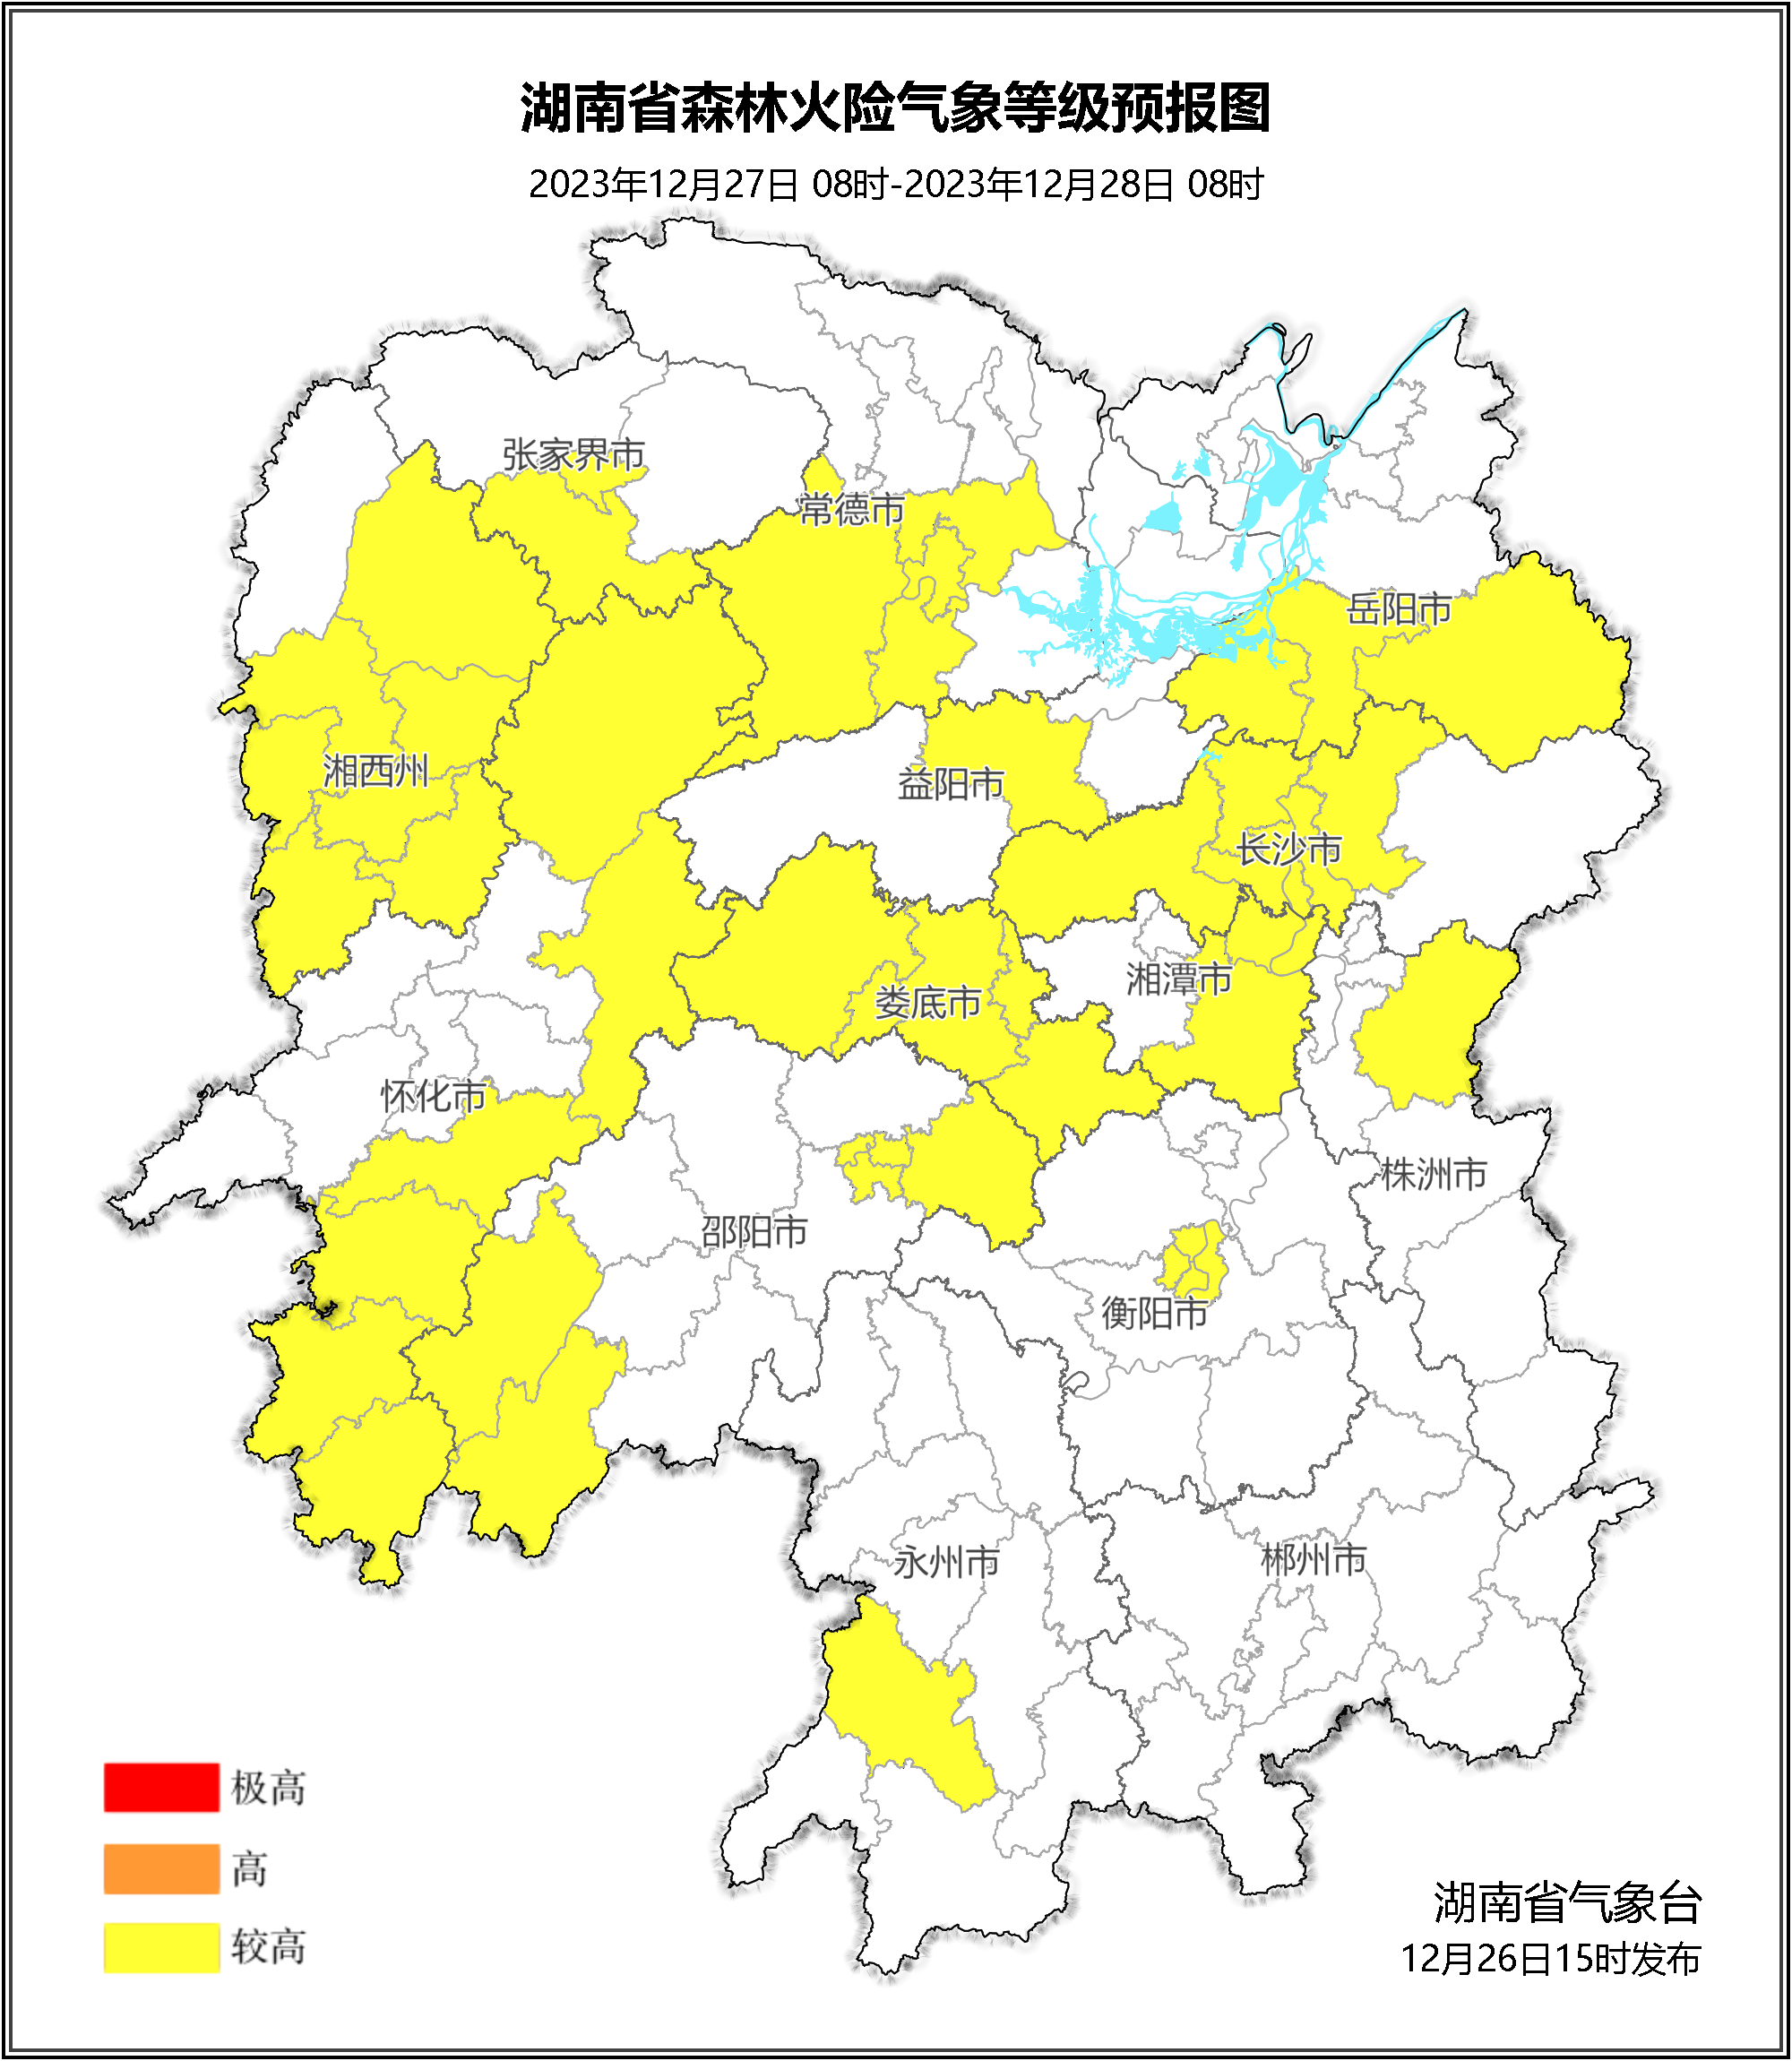 湖南省森林火险气象等级预报图
2023年12月27日 08时-2023年12月28日 08时
张家界市
常德市
岳阳市
湘西州
益阳市
长沙市
湘潭市
娄底市
怀化市
株洲市
邵阳市
衡阳市
永州市
郴州市
极高
高
较高
湖南省气象台
12月26日15时发布